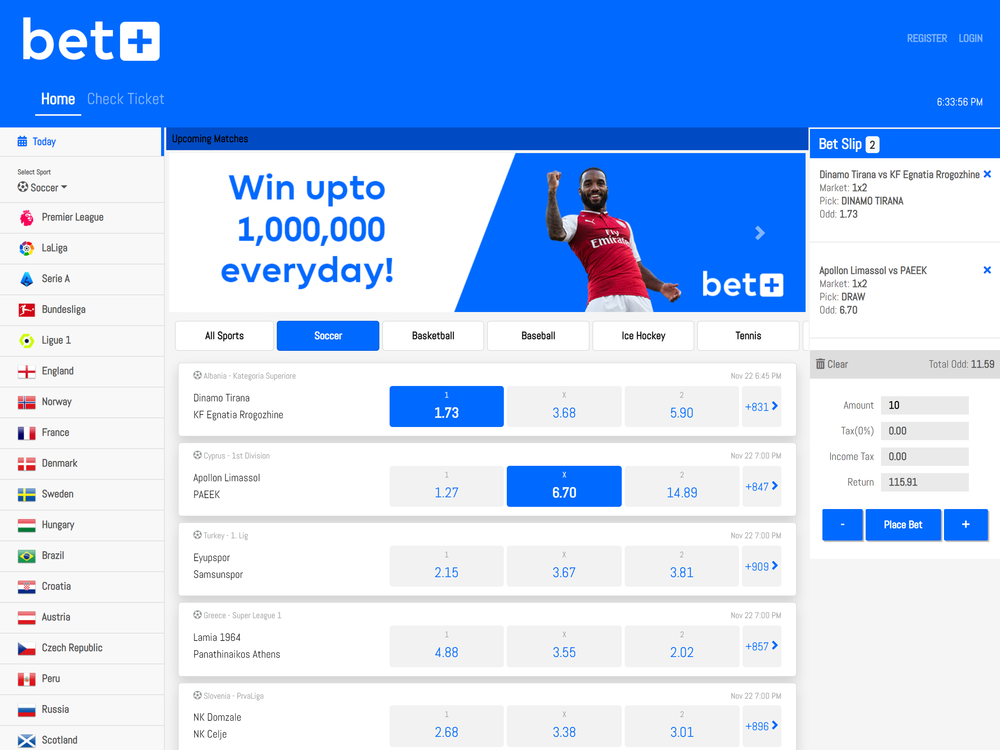 bet+
REGISTER LOGIN
Home Check Ticket
6:33:56 PM
Today
Select Sport
Soccer
Premier League
LaLiga
Serie A
Bundesliga
Ligue 1
England
Norway
France
Denmark
Sweden
Hungary
Brazil
Croatia
Austria
Czech Republic
Peru
Russia
Scotland
Upcoming Matches
Win upto
1,000,000
everyday!
Fly
Emirates
bet+
All Sports Soccer Basketball Baseball Ice Hockey Tennis
Albania - Kategoria Superiore Nov 22 6:45 PM
Dinamo Tirana
KF Egnatia Rrogozhine
1 X 2
1.73 3.68 5.90 +831
Cyprus - 1st Division Nov 22 7:00 PM
Apollon Limassol
PAEEK
1 X 2
1.27 6.70 14.89 +847
Turkey - 1. Lig Nov 22 7:00 PM
Eyupspor
Samsunspor
1 X 2
2.15 3.67 3.81 +909
Greece - Super League 1 Nov 22 7:00 PM
Lamia 1964
Panathinaikos Athens
1 X 2
4.88 3.55 2.02 +857
Slovenia - PrvaLiga Nov 22 7:00 PM
NK Domzale
NK Celje
1 X 2
2.68 3.38 3.01 +896
Bet Slip 2
Dinamo Tirana vs KF Egnatia Rrogozhine
Market: 1x2
Pick: DINAMO TIRANA
Odd: 1.73
Apollon Limassol vs PAEEK
Market: 1x2
Pick: DRAW
Odd: 6.70
Clear Total Odd: 11.59
Amount 10
Tax(0%) 0.00
Income Tax 0.00
Return 115.91
- Place Bet +